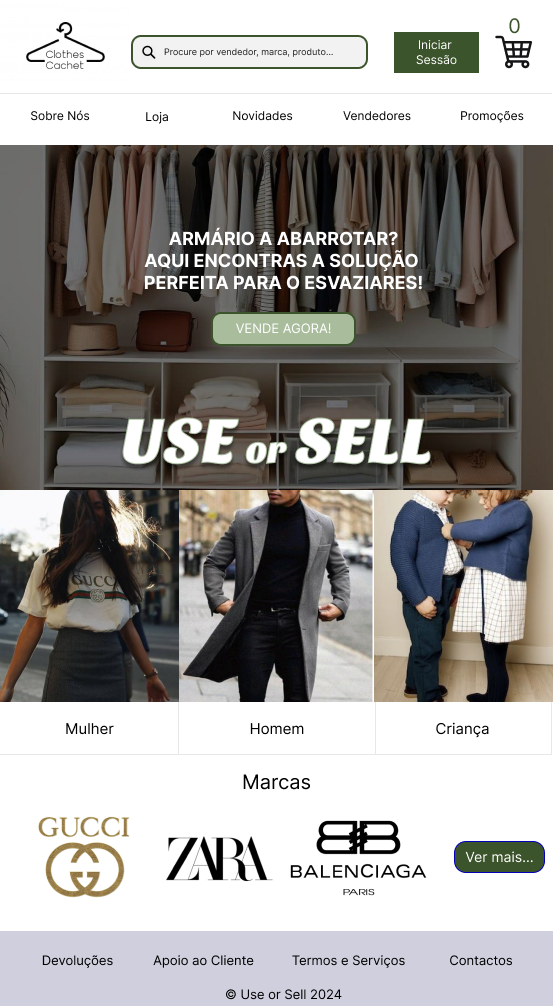 Clothes
Cachet
Procure por vendedor, marca, produto...
Iniciar
Sessão
0
Sobre Nós
Loja
Novidades
Vendedores
Promoções
ARMÁRIO A ABARROTAR?
AQUI ENCONTRAS A SOLUÇÃO
PERFEITA PARA O ESVAZIARES!
VENDE AGORA!
USE or SELL
GUCCI
Mulher
Homem
Criança
Marcas
GUCCI
ZARA
BALENCIAGA
PARIS
Ver mais...
Devoluções
Apoio ao Cliente
Termos e Serviços
Contactos
© Use or Sell 2024